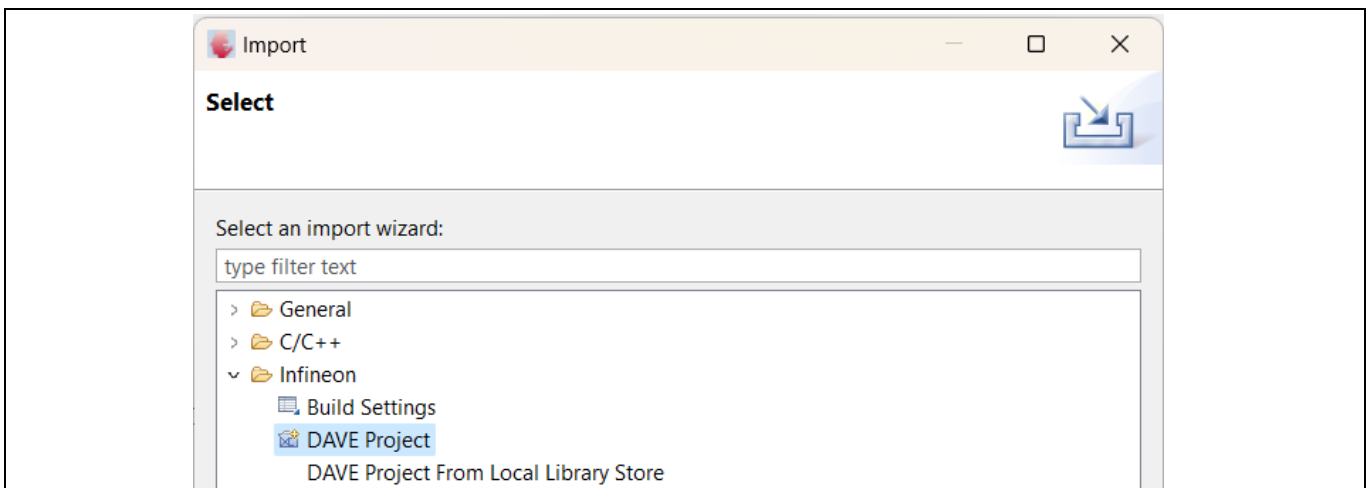 Import
Select
Select an import wizard:
type filter text
General
C/C++
Infineon
Build Settings
DAVE Project
DAVE Project From Local Library Store